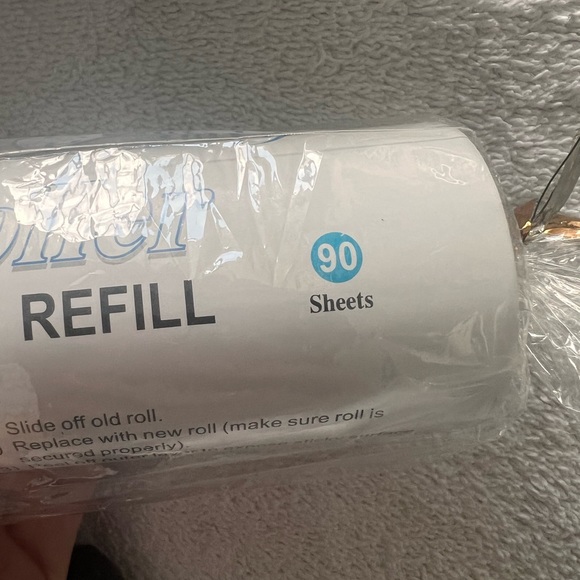 REFILL
90
Sheets
Slide off old roll.
Replace with new roll (make sure roll is
secured properly)